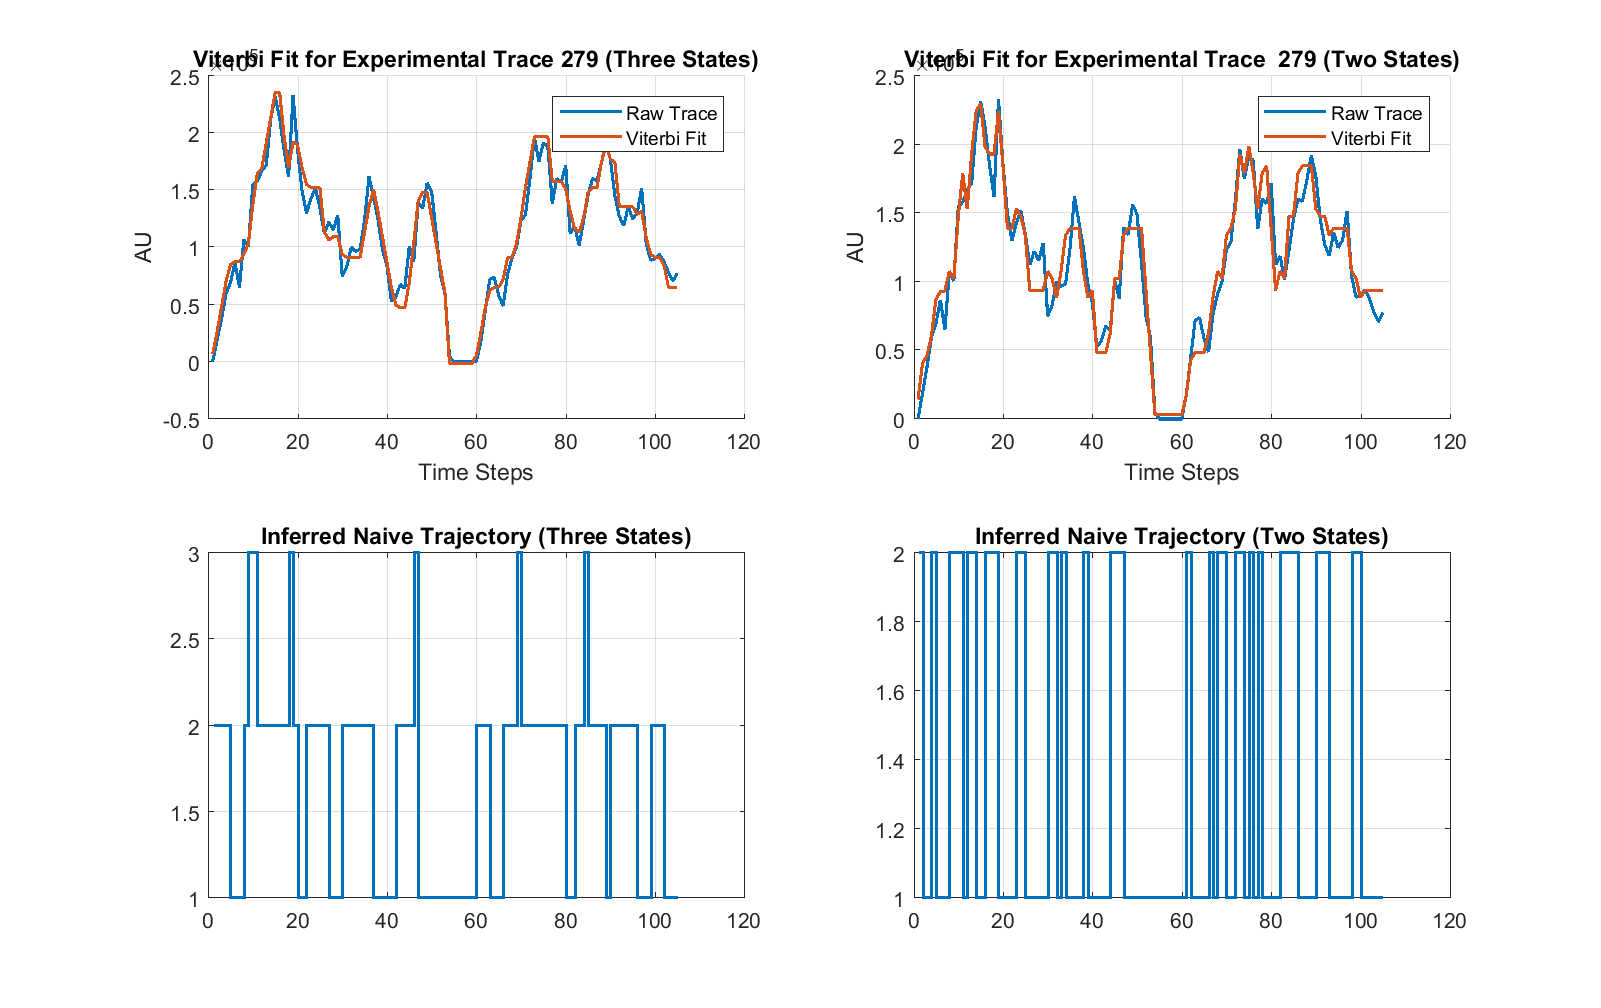 Viterbi Fit for Experimental Trace 279 (Three States)
×10^5
2.5
2
1.5
1
0.5
0
-0.5
AU
Raw Trace
Viterbi Fit
0 20 40 60 80 100 120
Time Steps
Viterbi Fit for Experimental Trace 279 (Two States)
×10^5
2.5
2
1.5
1
0.5
0
AU
Raw Trace
Viterbi Fit
0 20 40 60 80 100 120
Time Steps
Inferred Naive Trajectory (Three States)
3
2.5
2
1.5
1
0 20 40 60 80 100 120
Inferred Naive Trajectory (Two States)
2
1.8
1.6
1.4
1.2
1
0 20 40 60 80 100 120